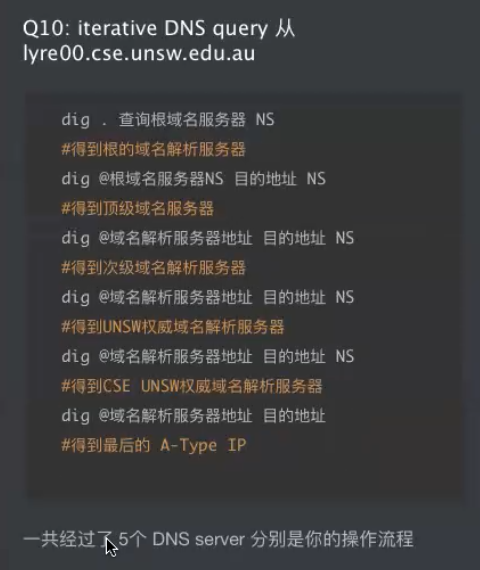 Q10: iterative DNS query 从
lyre00.cse.unsw.edu.au
dig . 查询根域名服务器 NS
#得到根的域名解析服务器
dig @根域名服务器NS 目的地址 NS
#得到顶级域名服务器
dig @域名解析服务器地址 目的地址 NS
#得到次级域名解析服务器
dig @域名解析服务器地址 目的地址 NS
#得到UNSW权威域名解析服务器
dig @域名解析服务器地址 目的地址 NS
#得到CSE UNSW权威域名解析服务器
dig @域名解析服务器地址 目的地址
#得到最后的 A-Type IP
一共经过了 5个 DNS server 分别是你的操作流程